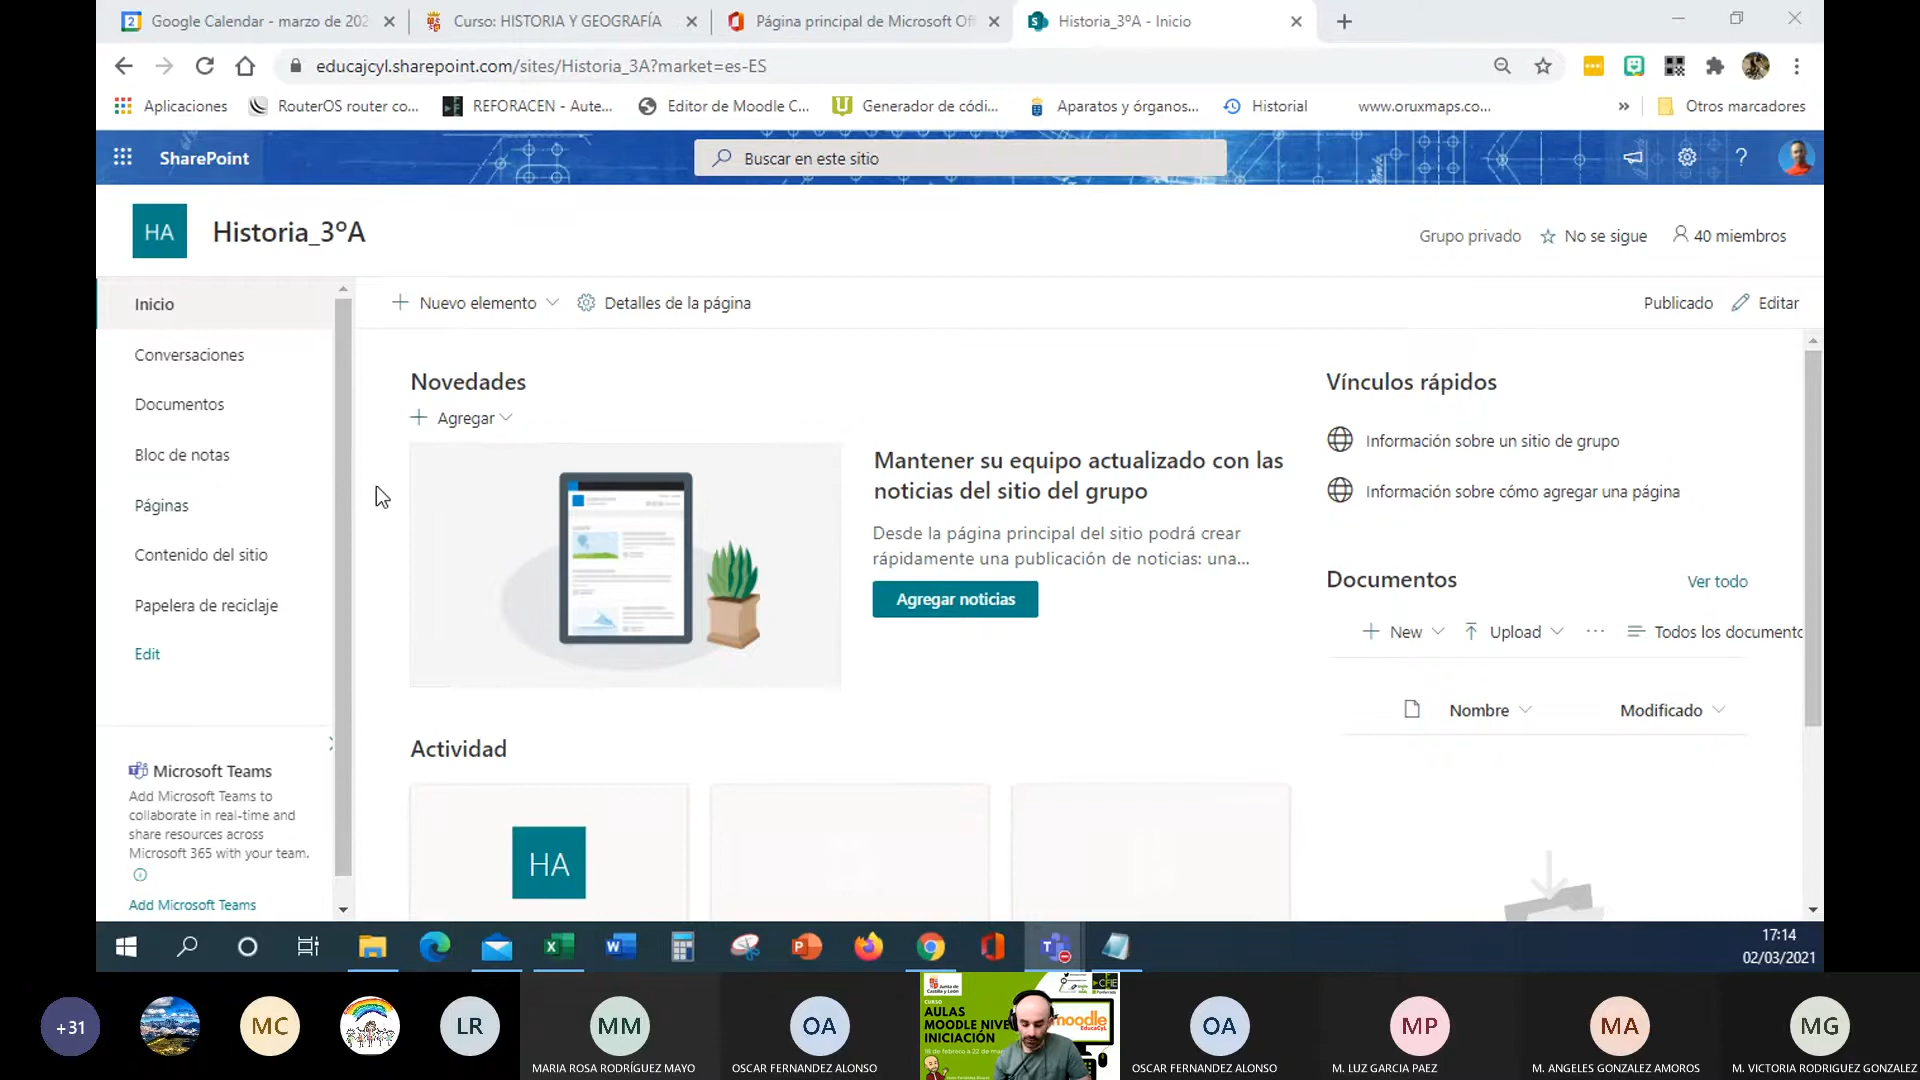 Google Calendar - marzo de 202
Curso: HISTORIA Y GEOGRAFÍA
Página principal de Microsoft Off
Historia_3ºA - Inicio
educajcyl.sharepoint.com/sites/Historia_3A?market=es-ES
Aplicaciones
RouterOS router co...
REFORACEN - Aute...
Editor de Moodle C...
Generador de códi...
Aparatos y órganos...
Historial
www.oruxmaps.co...
»
Otros marcadores
SharePoint
Buscar en este sitio
?
HA
Historia_3ºA
Grupo privado
No se sigue
40 miembros
Inicio
Conversaciones
Documentos
Bloc de notas
Páginas
Contenido del sitio
Papelera de reciclaje
Edit
Microsoft Teams
Add Microsoft Teams to
collaborate in real-time and
share resources across
Microsoft 365 with your team.
Add Microsoft Teams
Nuevo elemento
Detalles de la página
Publicado
Editar
Novedades
Agregar
Mantener su equipo actualizado con las
noticias del sitio del grupo
Desde la página principal del sitio podrá crear
rápidamente una publicación de noticias: una...
Agregar noticias
Actividad
HA
Vínculos rápidos
Información sobre un sitio de grupo
Información sobre cómo agregar una página
Documentos
Ver todo
New
Upload
...
Todos los documento
Nombre
Modificado
17:14
02/03/2021
+31
MC
LR
MM
MARIA ROSA RODRÍGUEZ MAYO
OA
OSCAR FERNANDEZ ALONSO
Junta de
Castilla y León
CFIE
CURSO
AULAS
MOODLE NIVE
INICIACIÓN
moodle
EducaCyL
OA
OSCAR FERNANDEZ ALONSO
MP
M. LUZ GARCIA PAEZ
MA
M. ANGELES GONZALEZ AMOROS
MG
M. VICTORIA RODRIGUEZ GONZALEZ